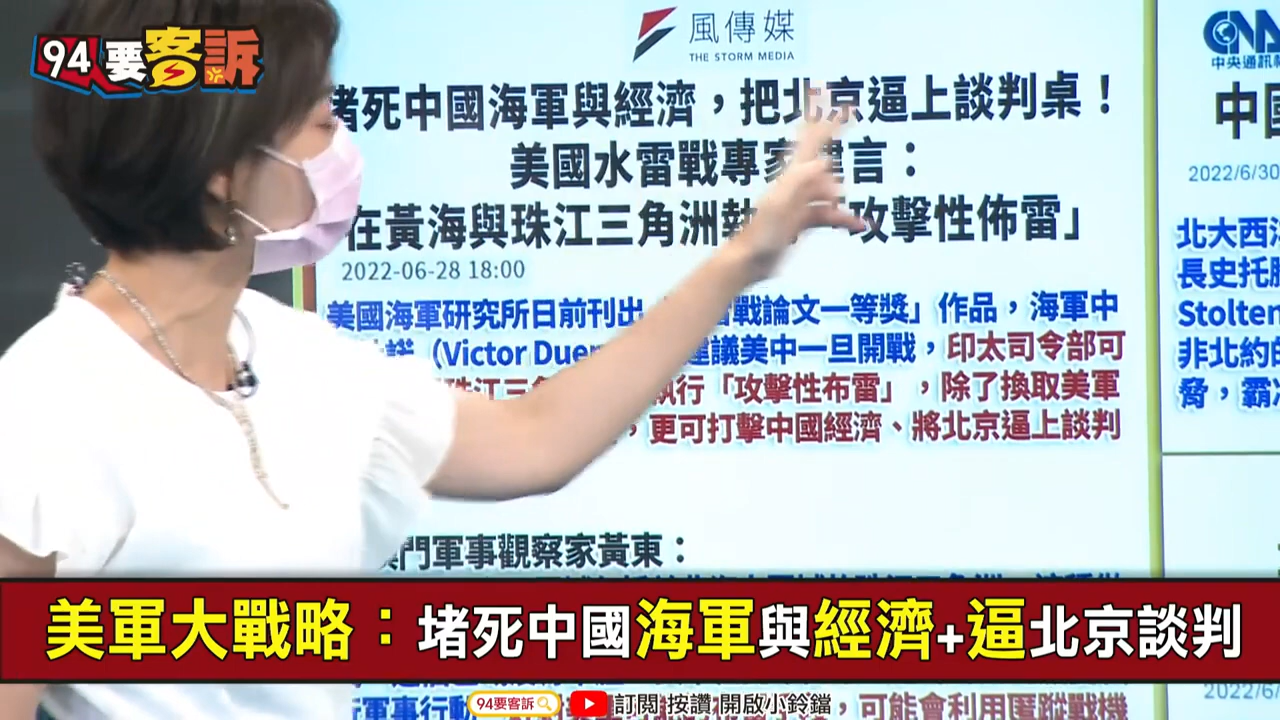 94要客訴
風傳媒
THE STORM MEDIA
堵死中國海軍與經濟，把北京逼上談判桌！
美國水雷戰專家建言：
在黃海與珠江三角洲執 「攻擊性佈雷」
2022-06-28 18:00
美國海軍研究所日前刊出 雷戰論文一等獎」作品，海軍中
諾（Victor Duen 建議美中一旦開戰，印太司令部可
珠江三角 執行「攻擊性布雷」，除了換取美軍
，更可打擊中國經濟、將北京逼上談判
澳門軍事觀察家黃東：
CNA
中央通訊社
中國
2022/6/30
北大西洋
長史托騰
Stolten
非北約的
脅，霸凌
美軍大戰略：堵死中國海軍與經濟+逼北京談判
軍事行動
可能會利用匿蹤戰機
2022/6/
94要客訴
訂閱 按讚 開啟小鈴鐺